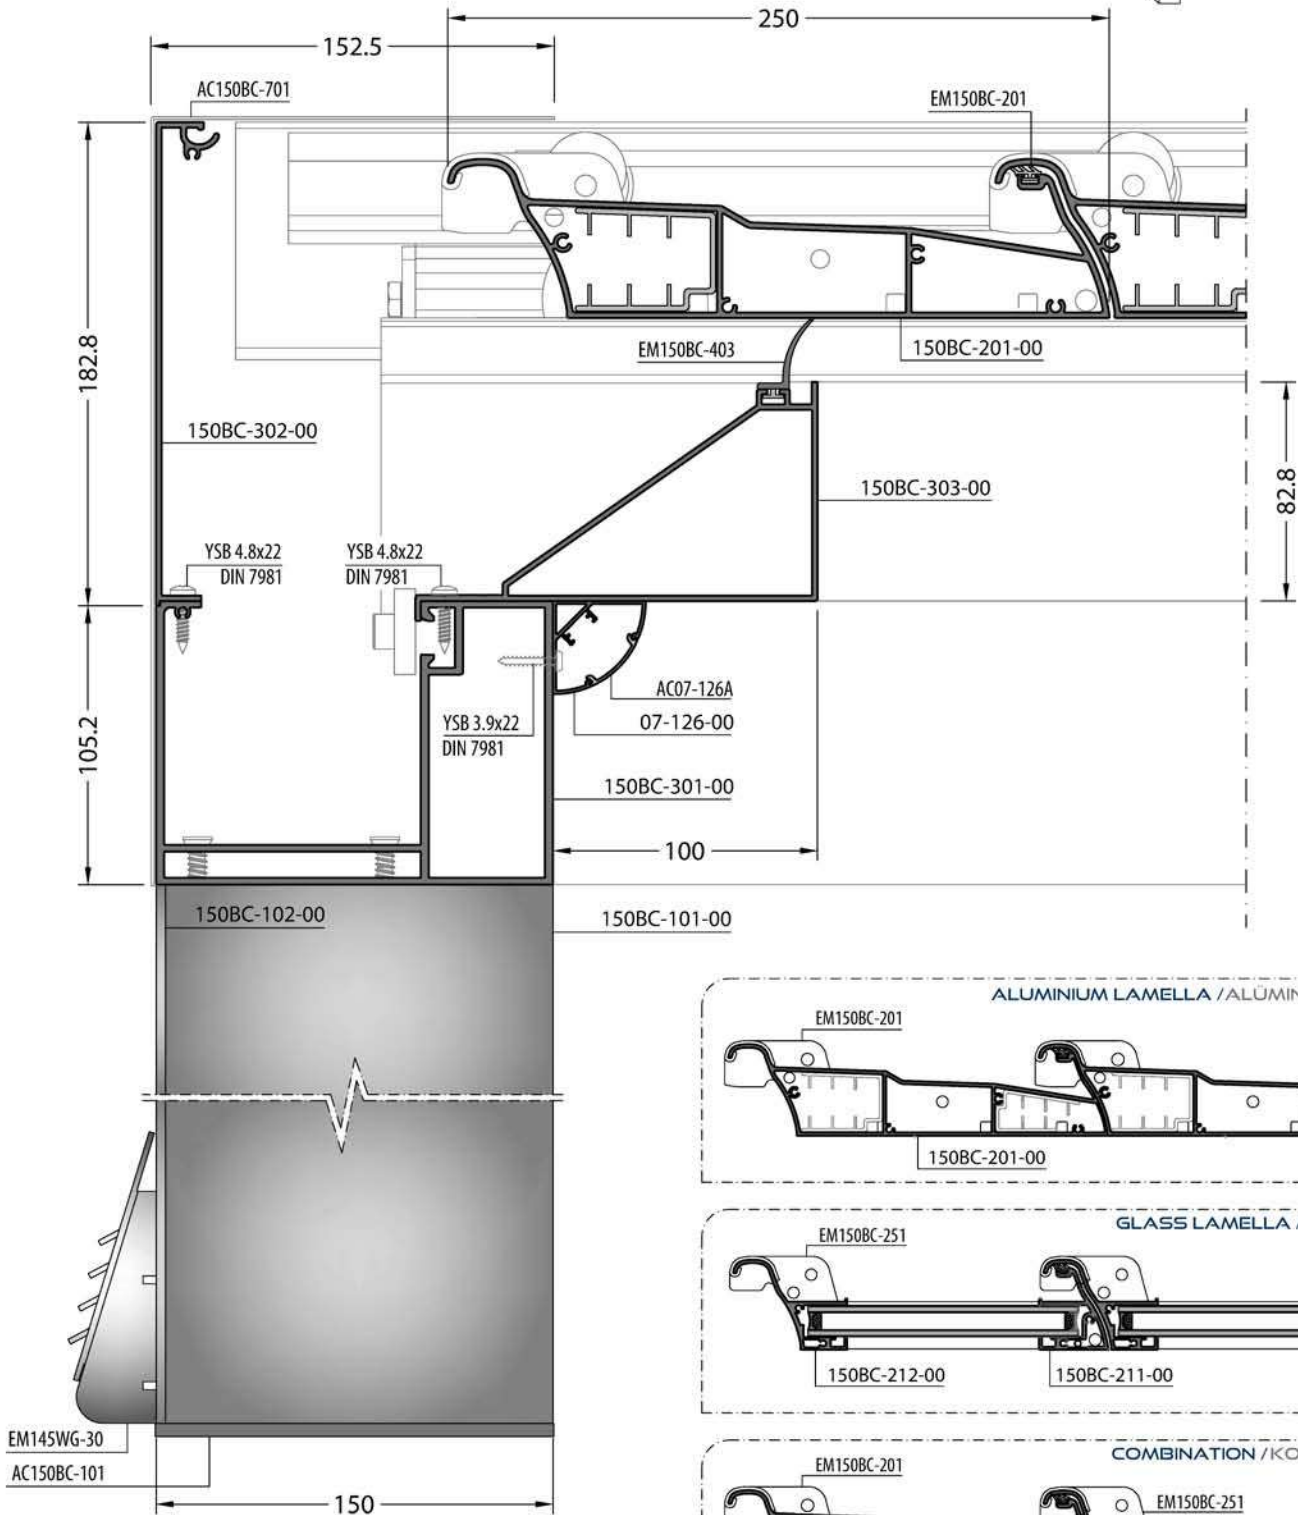 250
152.5
AC150BC-701
EM150BC-201
182.8
EM150BC-403
150BC-201-00
150BC-302-00
150BC-303-00
82.8
YSB 4.8x22
DIN 7981
YSB 4.8x22
DIN 7981
105.2
AC07-126A
07-126-00
YSB 3.9x22
DIN 7981
150BC-301-00
100
150BC-102-00
150BC-101-00
ALUMINIUM LAMELLA /ALÜMİN
EM150BC-201
150BC-201-00
GLASS LAMELLA /
EM150BC-251
150BC-212-00
150BC-211-00
EM145WG-30
AC150BC-101
150
COMBINATION /KO
EM150BC-201
EM150BC-251